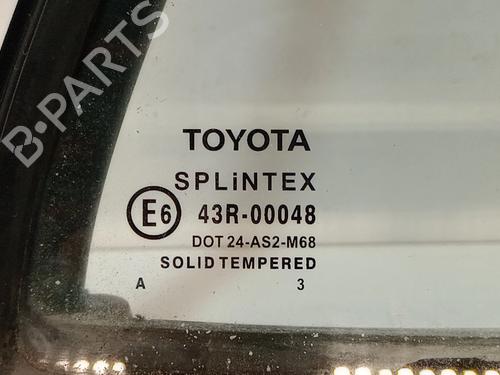 B-PARTS
TOYOTA
SPLiNTEX
E6 43R-00048
DOT 24-AS2-M68
SOLID TEMPERED
A 3